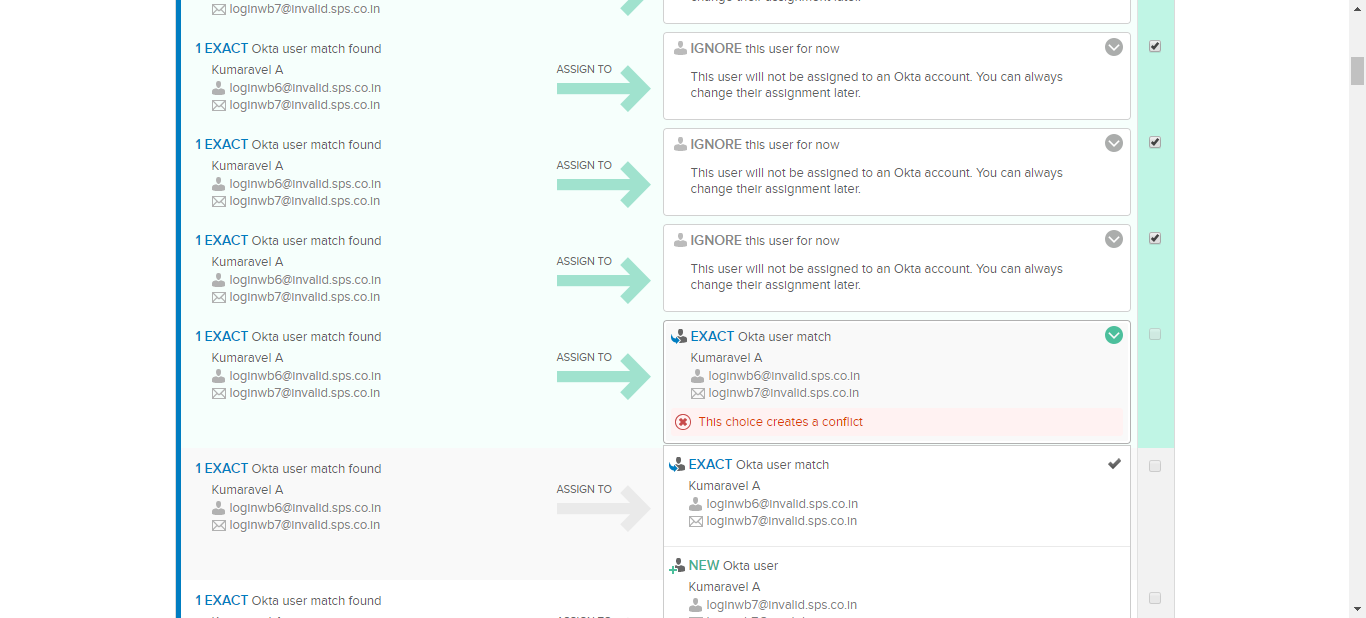 change their assignment later.
loginwb7@invalid.sps.co.in
1 EXACT Okta user match found
Kumaravel A
loginwb6@invalid.sps.co.in
loginwb7@invalid.sps.co.in
ASSIGN TO
IGNORE this user for now
This user will not be assigned to an Okta account. You can always
change their assignment later.
1 EXACT Okta user match found
Kumaravel A
loginwb6@invalid.sps.co.in
loginwb7@invalid.sps.co.in
ASSIGN TO
IGNORE this user for now
This user will not be assigned to an Okta account. You can always
change their assignment later.
1 EXACT Okta user match found
Kumaravel A
loginwb6@invalid.sps.co.in
loginwb7@invalid.sps.co.in
ASSIGN TO
IGNORE this user for now
This user will not be assigned to an Okta account. You can always
change their assignment later.
1 EXACT Okta user match found
Kumaravel A
loginwb6@invalid.sps.co.in
loginwb7@invalid.sps.co.in
ASSIGN TO
EXACT Okta user match
Kumaravel A
loginwb6@invalid.sps.co.in
loginwb7@invalid.sps.co.in
This choice creates a conflict
1 EXACT Okta user match found
Kumaravel A
loginwb6@invalid.sps.co.in
loginwb7@invalid.sps.co.in
ASSIGN TO
EXACT Okta user match
Kumaravel A
loginwb6@invalid.sps.co.in
loginwb7@invalid.sps.co.in
NEW Okta user
Kumaravel A
loginwb7@invalid.sps.co.in
1 EXACT Okta user match found